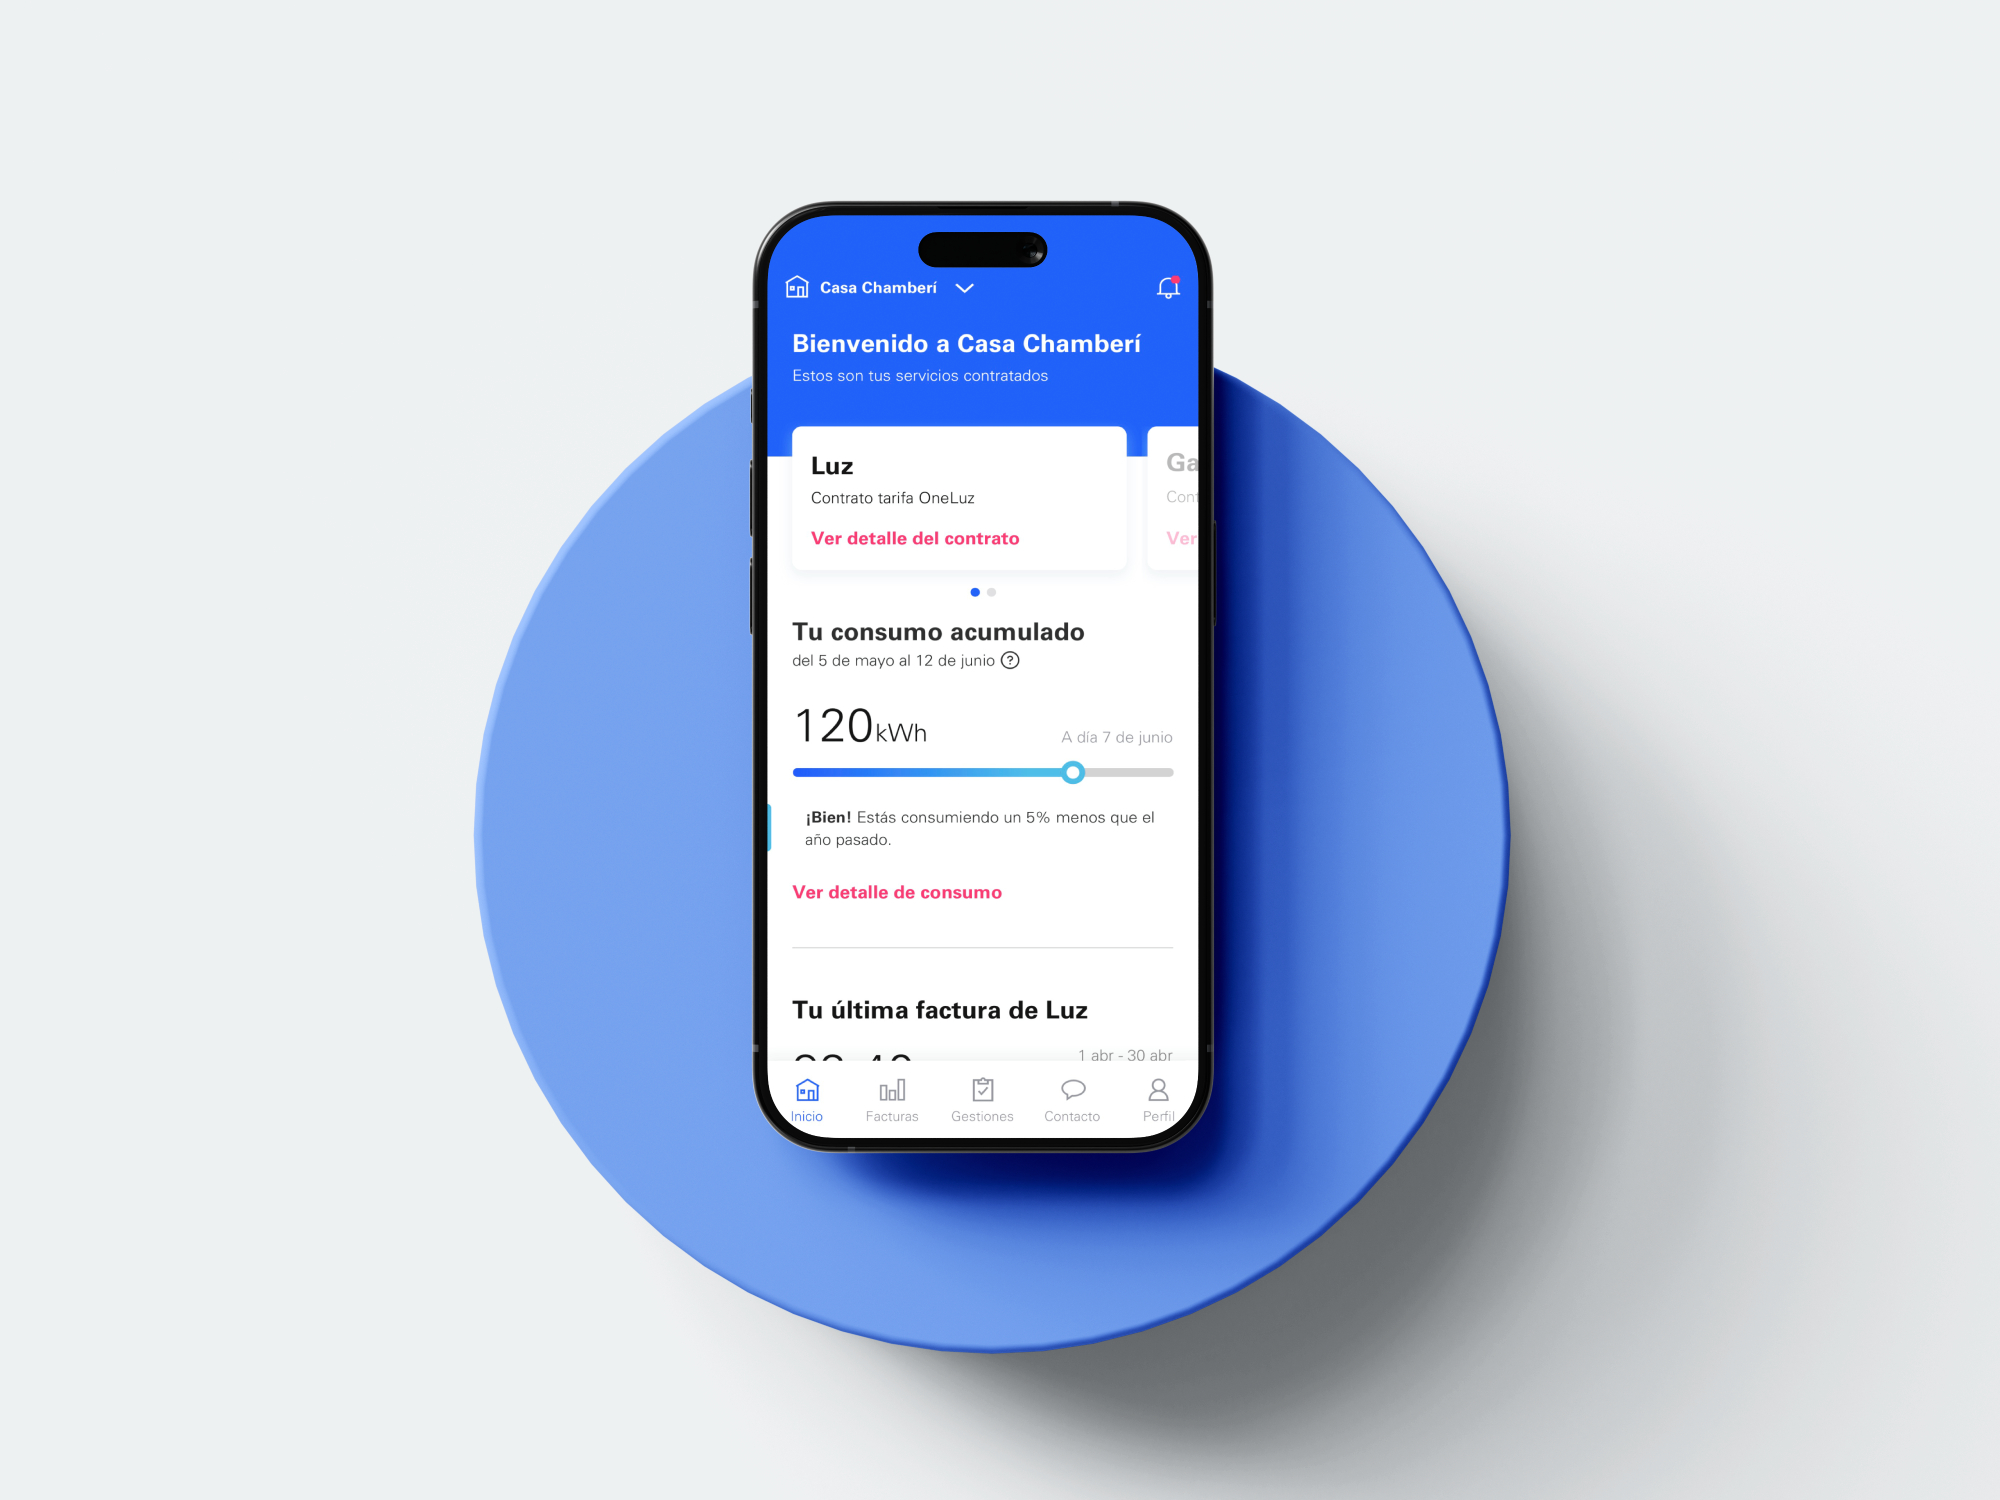 Casa Chamberí
Bienvenido a Casa Chamberí
Estos son tus servicios contratados
Luz
Contrato tarifa OneLuz
Ver detalle del contrato
Ver
Tu consumo acumulado
del 5 de mayo al 12 de junio ?
120kWh
A día 7 de junio
¡Bien! Estás consumiendo un 5% menos que el
año pasado.
Ver detalle de consumo
Tu última factura de Luz
1 abr - 30 abr
Inicio
Facturas
Gestiones
Contacto
Perfil